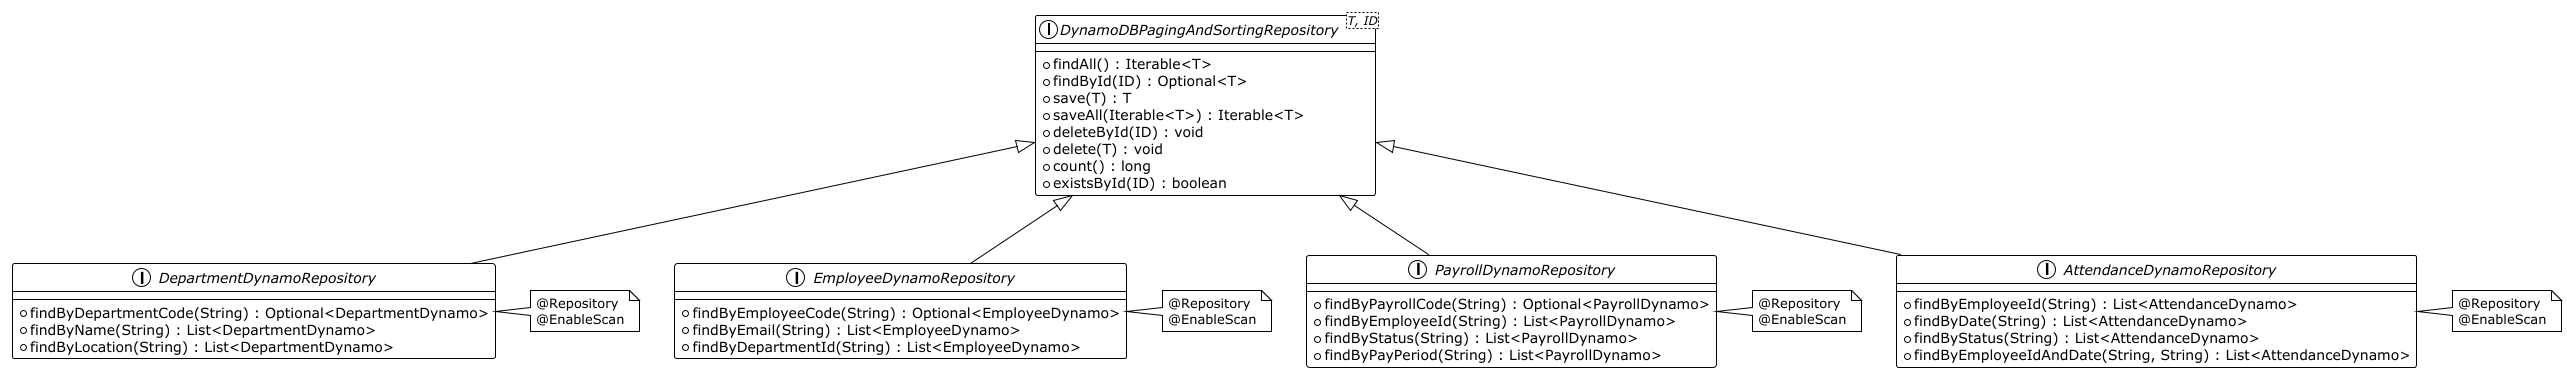 T, ID
DynamoDBPagingAndSortingRepository
findAll() : Iterable<T>
findById(ID) : Optional<T>
save(T) : T
saveAll(Iterable<T>) : Iterable<T>
deleteById(ID) : void
delete(T) : void
count() : long
existsById(ID) : boolean
DepartmentDynamoRepository
findByDepartmentCode(String) : Optional<DepartmentDynamo>
findByName(String) : List<DepartmentDynamo>
findByLocation(String) : List<DepartmentDynamo>
@Repository
@EnableScan
EmployeeDynamoRepository
findByEmployeeCode(String) : Optional<EmployeeDynamo>
findByEmail(String) : List<EmployeeDynamo>
findByDepartmentId(String) : List<EmployeeDynamo>
@Repository
@EnableScan
PayrollDynamoRepository
findByPayrollCode(String) : Optional<PayrollDynamo>
findByEmployeeId(String) : List<PayrollDynamo>
findByStatus(String) : List<PayrollDynamo>
findByPayPeriod(String) : List<PayrollDynamo>
@Repository
@EnableScan
AttendanceDynamoRepository
findByEmployeeId(String) : List<AttendanceDynamo>
findByDate(String) : List<AttendanceDynamo>
findByStatus(String) : List<AttendanceDynamo>
findByEmployeeIdAndDate(String, String) : List<AttendanceDynamo>
@Repository
@EnableScan